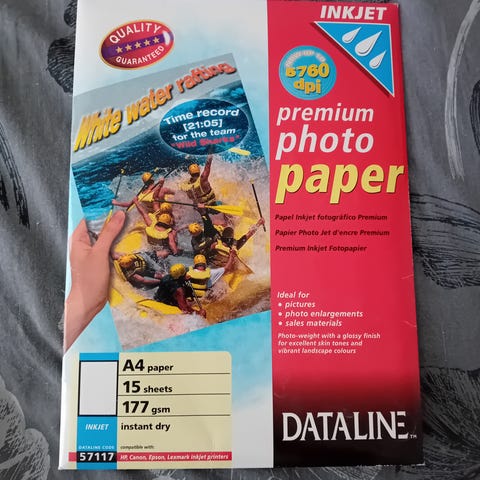 QUALITY
GUARANTEED
INKJET
5760
dpi
premium
photo
paper
White water rafting
Time record
[21:05]
for the team
"Wild Sharks"
Papel Inkjet fotográfico Premium
Papier Photo Jet d'encre Premium
Premium Inkjet Fotopapier
Ideal for
• pictures
• photo enlargements
• sales materials
Photo-weight with a glossy finish
for excellent skin tones and
vibrant landscape colours
A4 paper
15 sheets
177 gsm
INKJET
instant dry
DATALINE CODE
57117
compatible with:
HP, Canon, Epson, Lexmark Inkjet printers
DATALINE™